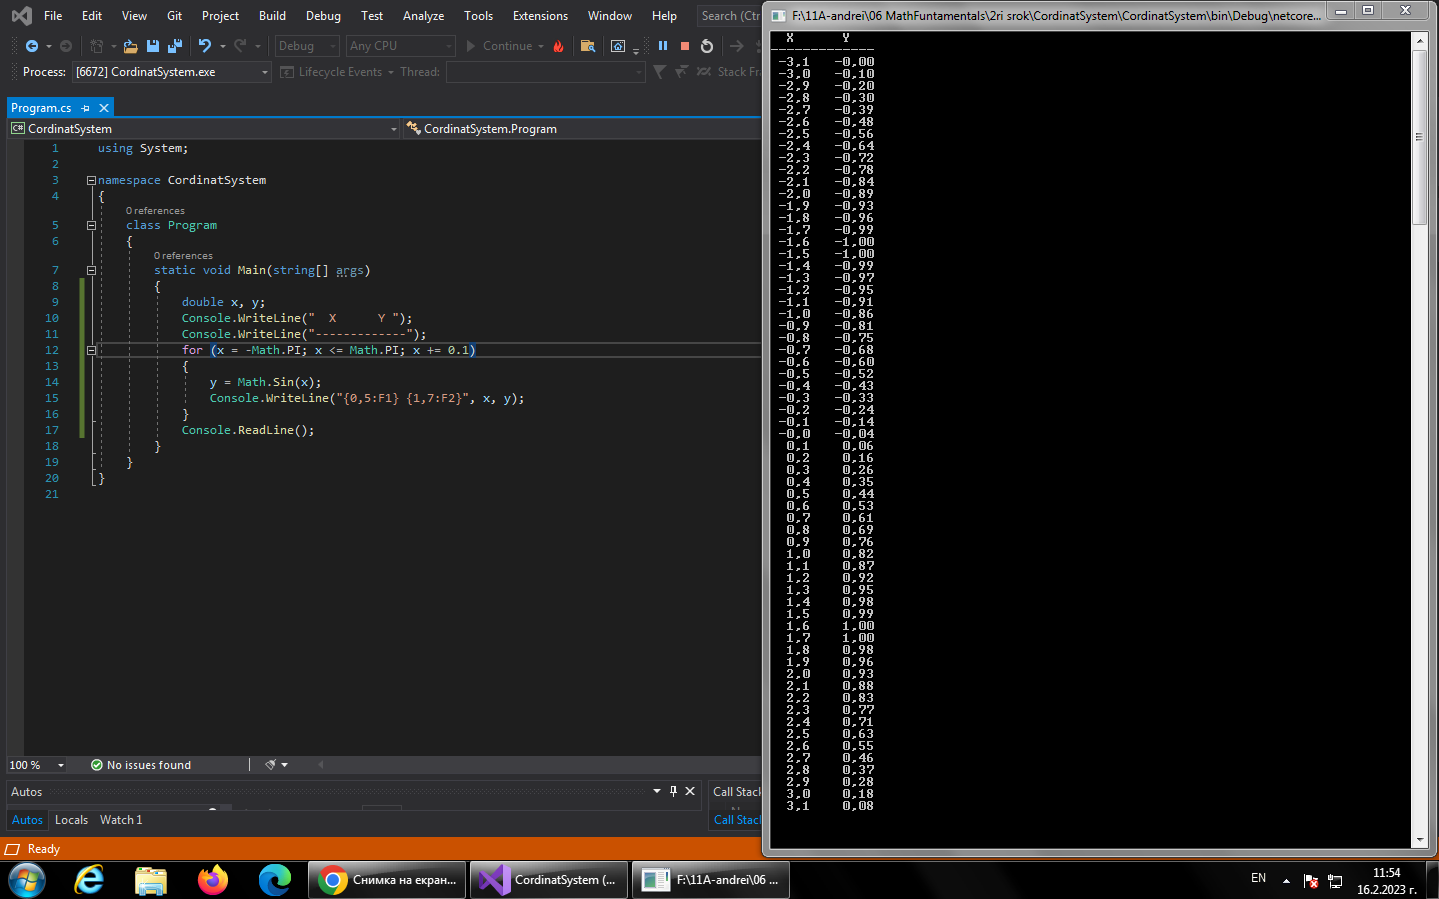 File Edit View Git Project Build Debug Test Analyze Tools Extensions Window Help Search (Ctr
Debug Any CPU Continue
Process: [6672] CordinatSystem.exe Lifecycle Events Thread: Stack Fra
Program.cs
CordinatSystem CordinatSystem.Program
1 using System;
2
3 namespace CordinatSystem
4 {
0 references
5 class Program
6 {
0 references
7 static void Main(string[] args)
8 {
9 double x, y;
10 Console.WriteLine("  X      Y ");
11 Console.WriteLine("-------------");
12 for (x = -Math.PI; x <= Math.PI; x += 0.1)
13 {
14 y = Math.Sin(x);
15 Console.WriteLine("{0,5:F1} {1,7:F2}", x, y);
16 }
17 Console.ReadLine();
18 }
19 }
20 }
21
100 % No issues found
Autos
Autos Locals Watch 1
Call Stack
Call Stack
Ready
F:\11A-andrei\06 MathFuntamentals\2ri srok\CordinatSystem\CordinatSystem\bin\Debug\netcore...
X Y
-------------
-3,1 -0,00
-3,0 -0,10
-2,9 -0,20
-2,8 -0,30
-2,7 -0,39
-2,6 -0,48
-2,5 -0,56
-2,4 -0,64
-2,3 -0,72
-2,2 -0,78
-2,1 -0,84
-2,0 -0,89
-1,9 -0,93
-1,8 -0,96
-1,7 -0,99
-1,6 -1,00
-1,5 -1,00
-1,4 -0,99
-1,3 -0,97
-1,2 -0,95
-1,1 -0,91
-1,0 -0,86
-0,9 -0,81
-0,8 -0,75
-0,7 -0,68
-0,6 -0,60
-0,5 -0,52
-0,4 -0,43
-0,3 -0,33
-0,2 -0,24
-0,1 -0,14
-0,0 -0,04
0,1 0,06
0,2 0,16
0,3 0,26
0,4 0,35
0,5 0,44
0,6 0,53
0,7 0,61
0,8 0,69
0,9 0,76
1,0 0,82
1,1 0,87
1,2 0,92
1,3 0,95
1,4 0,98
1,5 0,99
1,6 1,00
1,7 1,00
1,8 0,98
1,9 0,96
2,0 0,93
2,1 0,88
2,2 0,83
2,3 0,77
2,4 0,71
2,5 0,63
2,6 0,55
2,7 0,46
2,8 0,37
2,9 0,28
3,0 0,18
3,1 0,08
Снимка на екран... CordinatSystem (... F:\11A-andrei\06 ...
EN 11:54
16.2.2023 г.